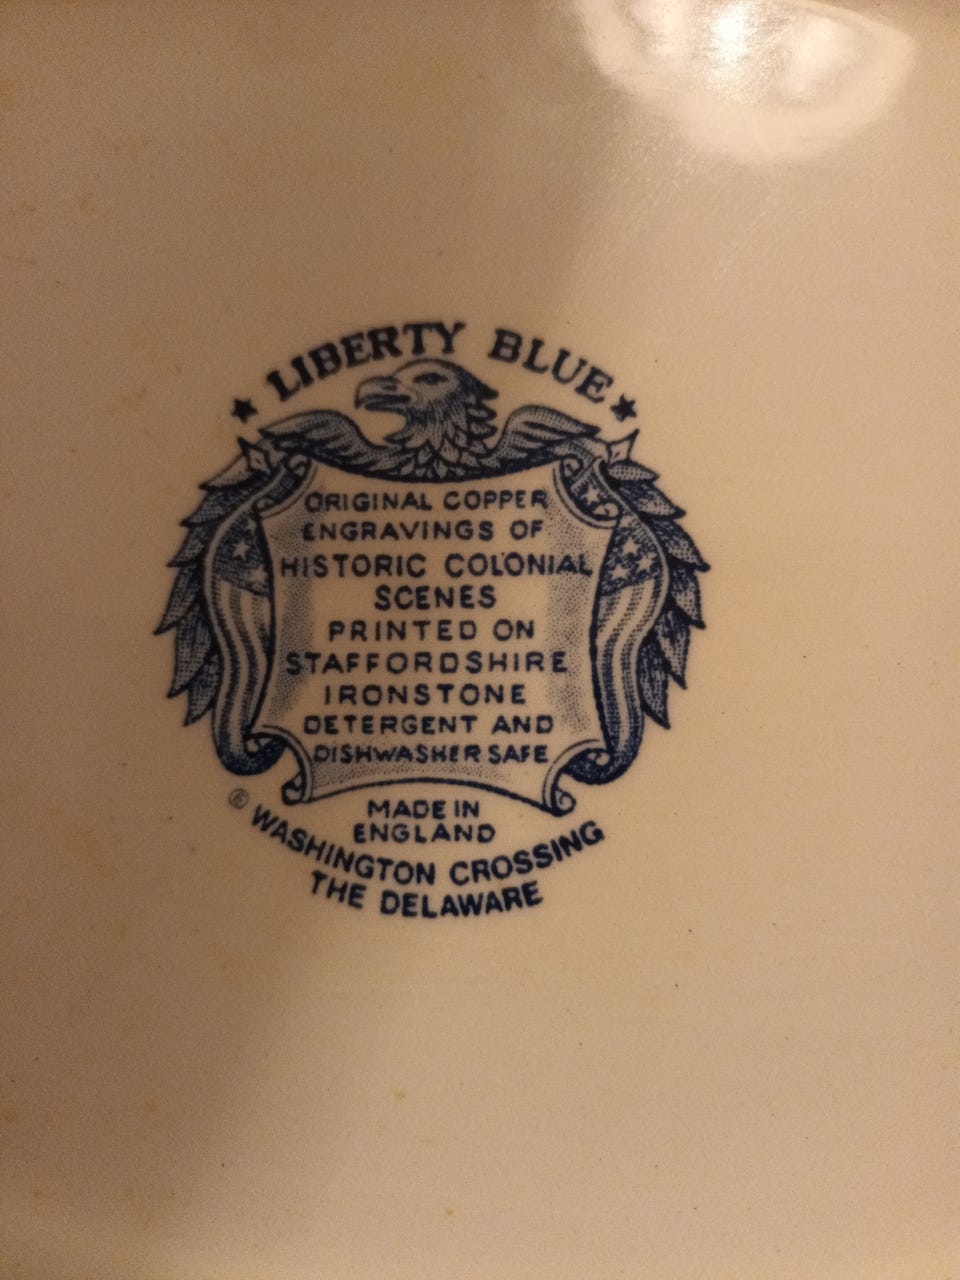 LIBERTY BLUE
ORIGINAL COPPER
ENGRAVINGS OF
HISTORIC COLONIAL
SCENES
PRINTED ON
STAFFORDSHIRE
IRONSTONE
DETERGENT AND
DISHWASHER SAFE
MADE IN
ENGLAND
® WASHINGTON CROSSING
THE DELAWARE